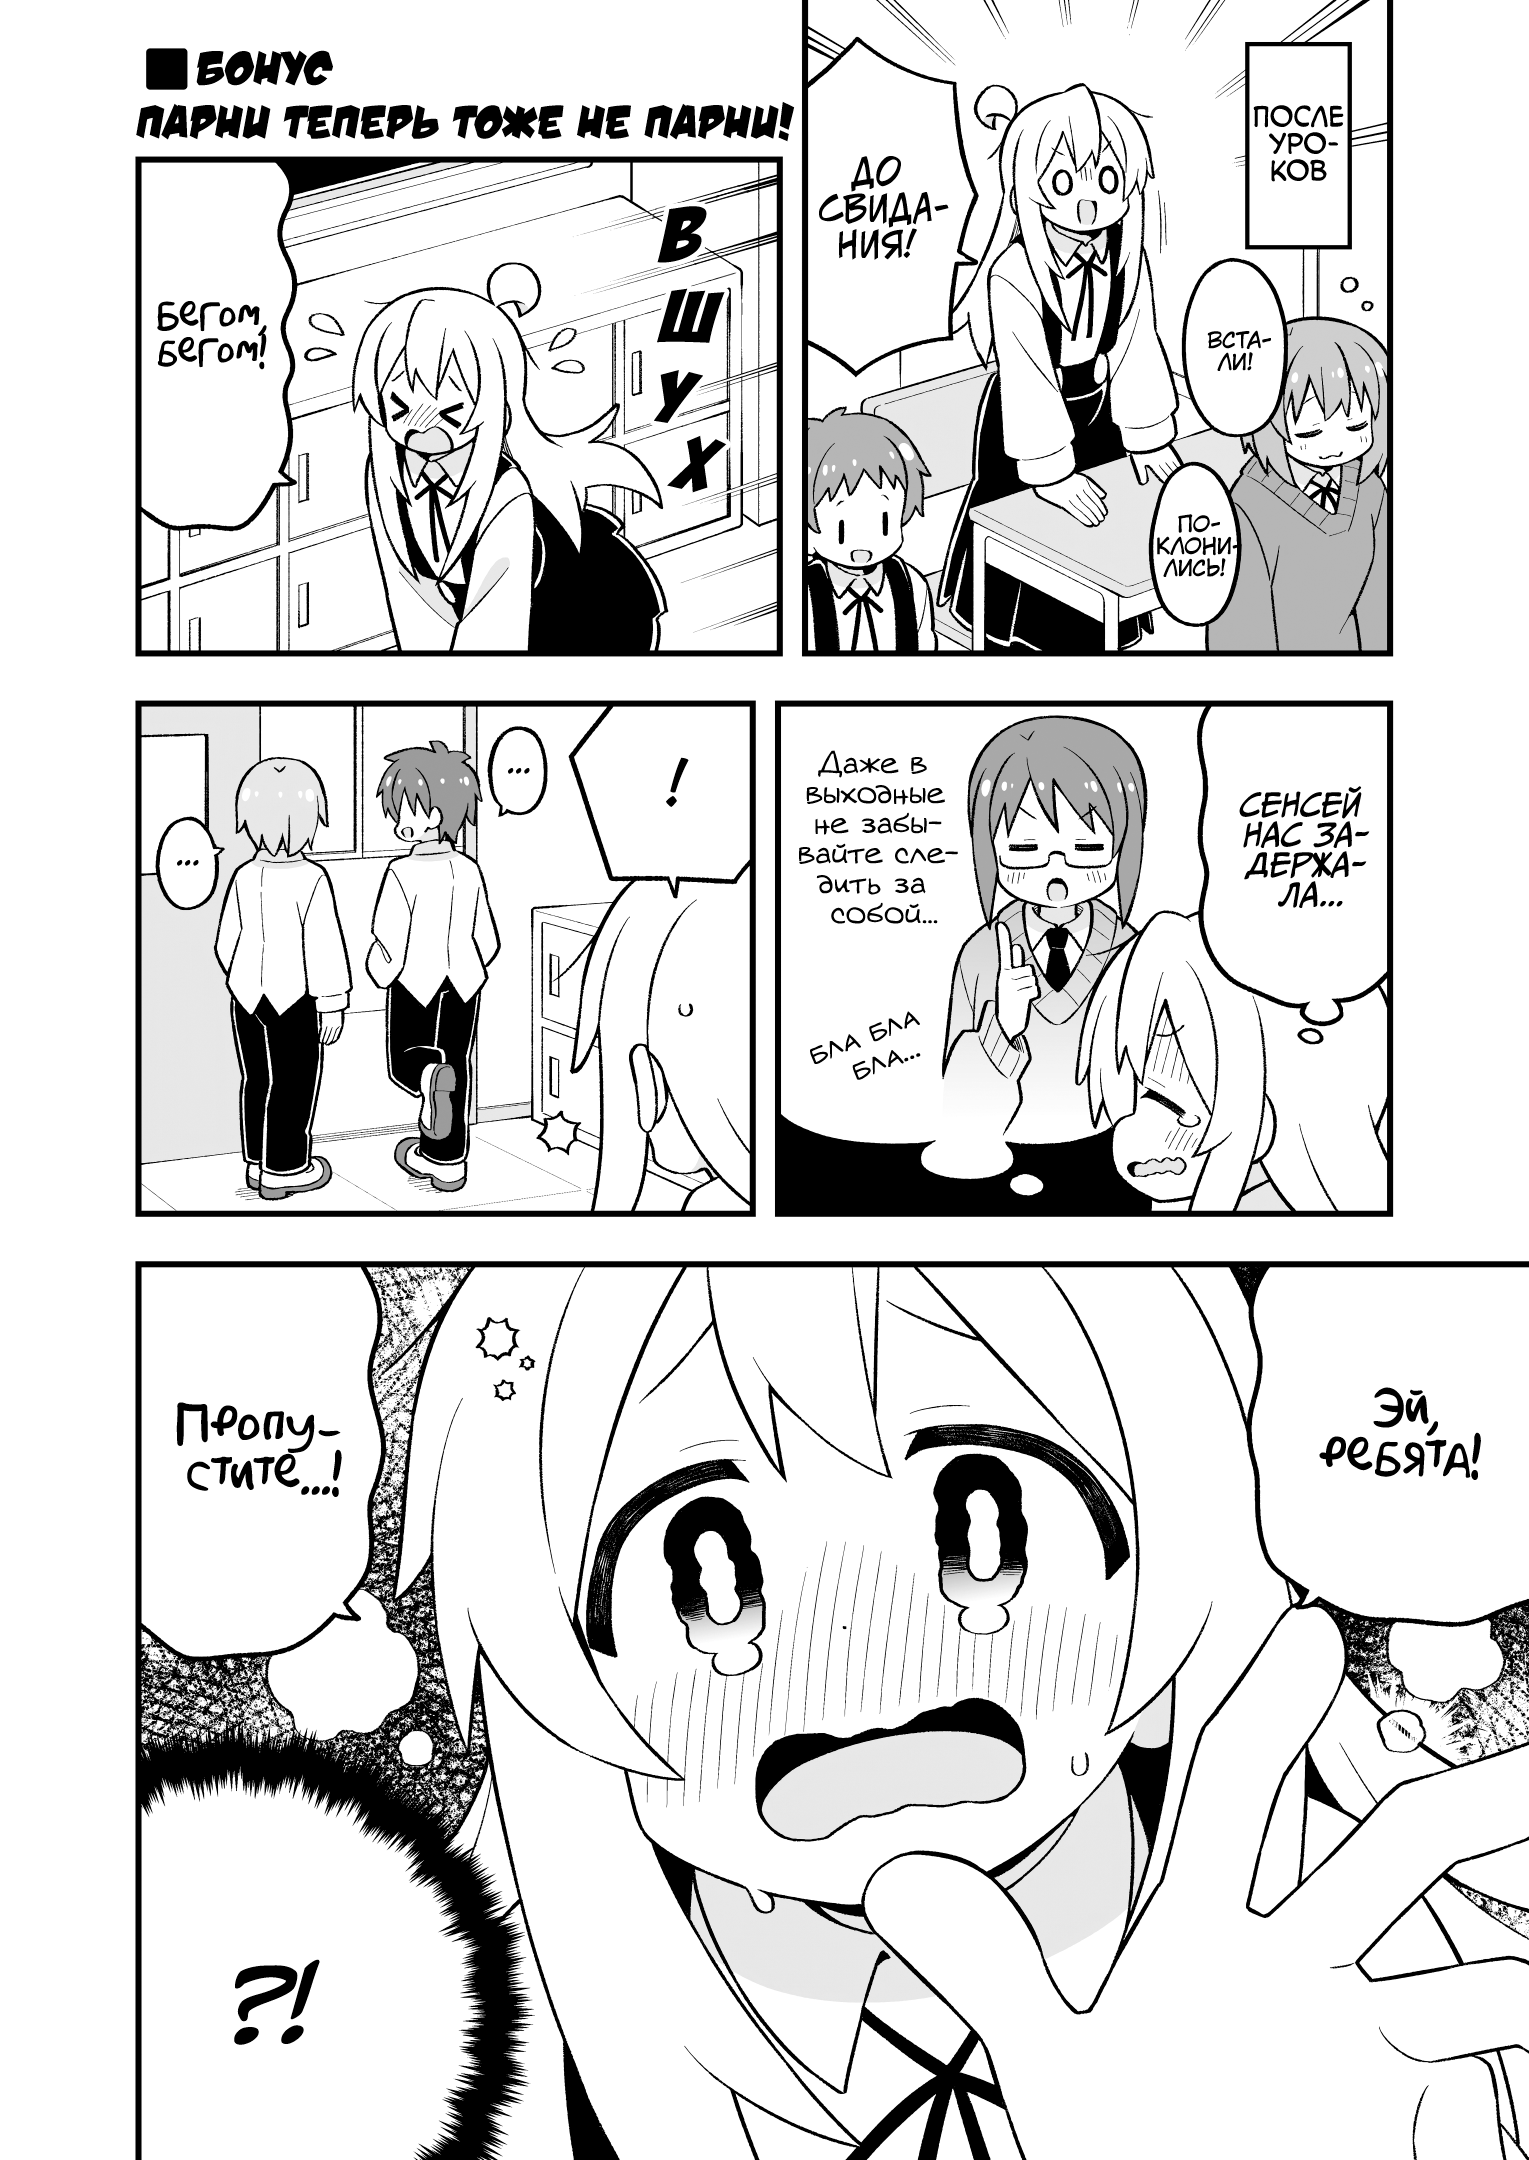 ■БОНУС
ПАРНИ ТЕПЕРЬ ТОЖЕ НЕ ПАРНИ!
ПОСЛЕ
УРО-
КОВ
ВСТА-
ЛИ!
ПО-
КЛОНИ-
ЛИСЬ!
ДО
СВИДА-
НИЯ!
В
Ш
У
Х
Бегом,
бегом!
СЕНСЕЙ
НАС ЗА-
ДЕРЖА-
ЛА...
Даже в
выходные
не забы-
вайте сле-
дить за
собой...
БЛА БЛА
БЛА...
!
...
...
Эй,
ребята!
Пропу-
стите...!
?!